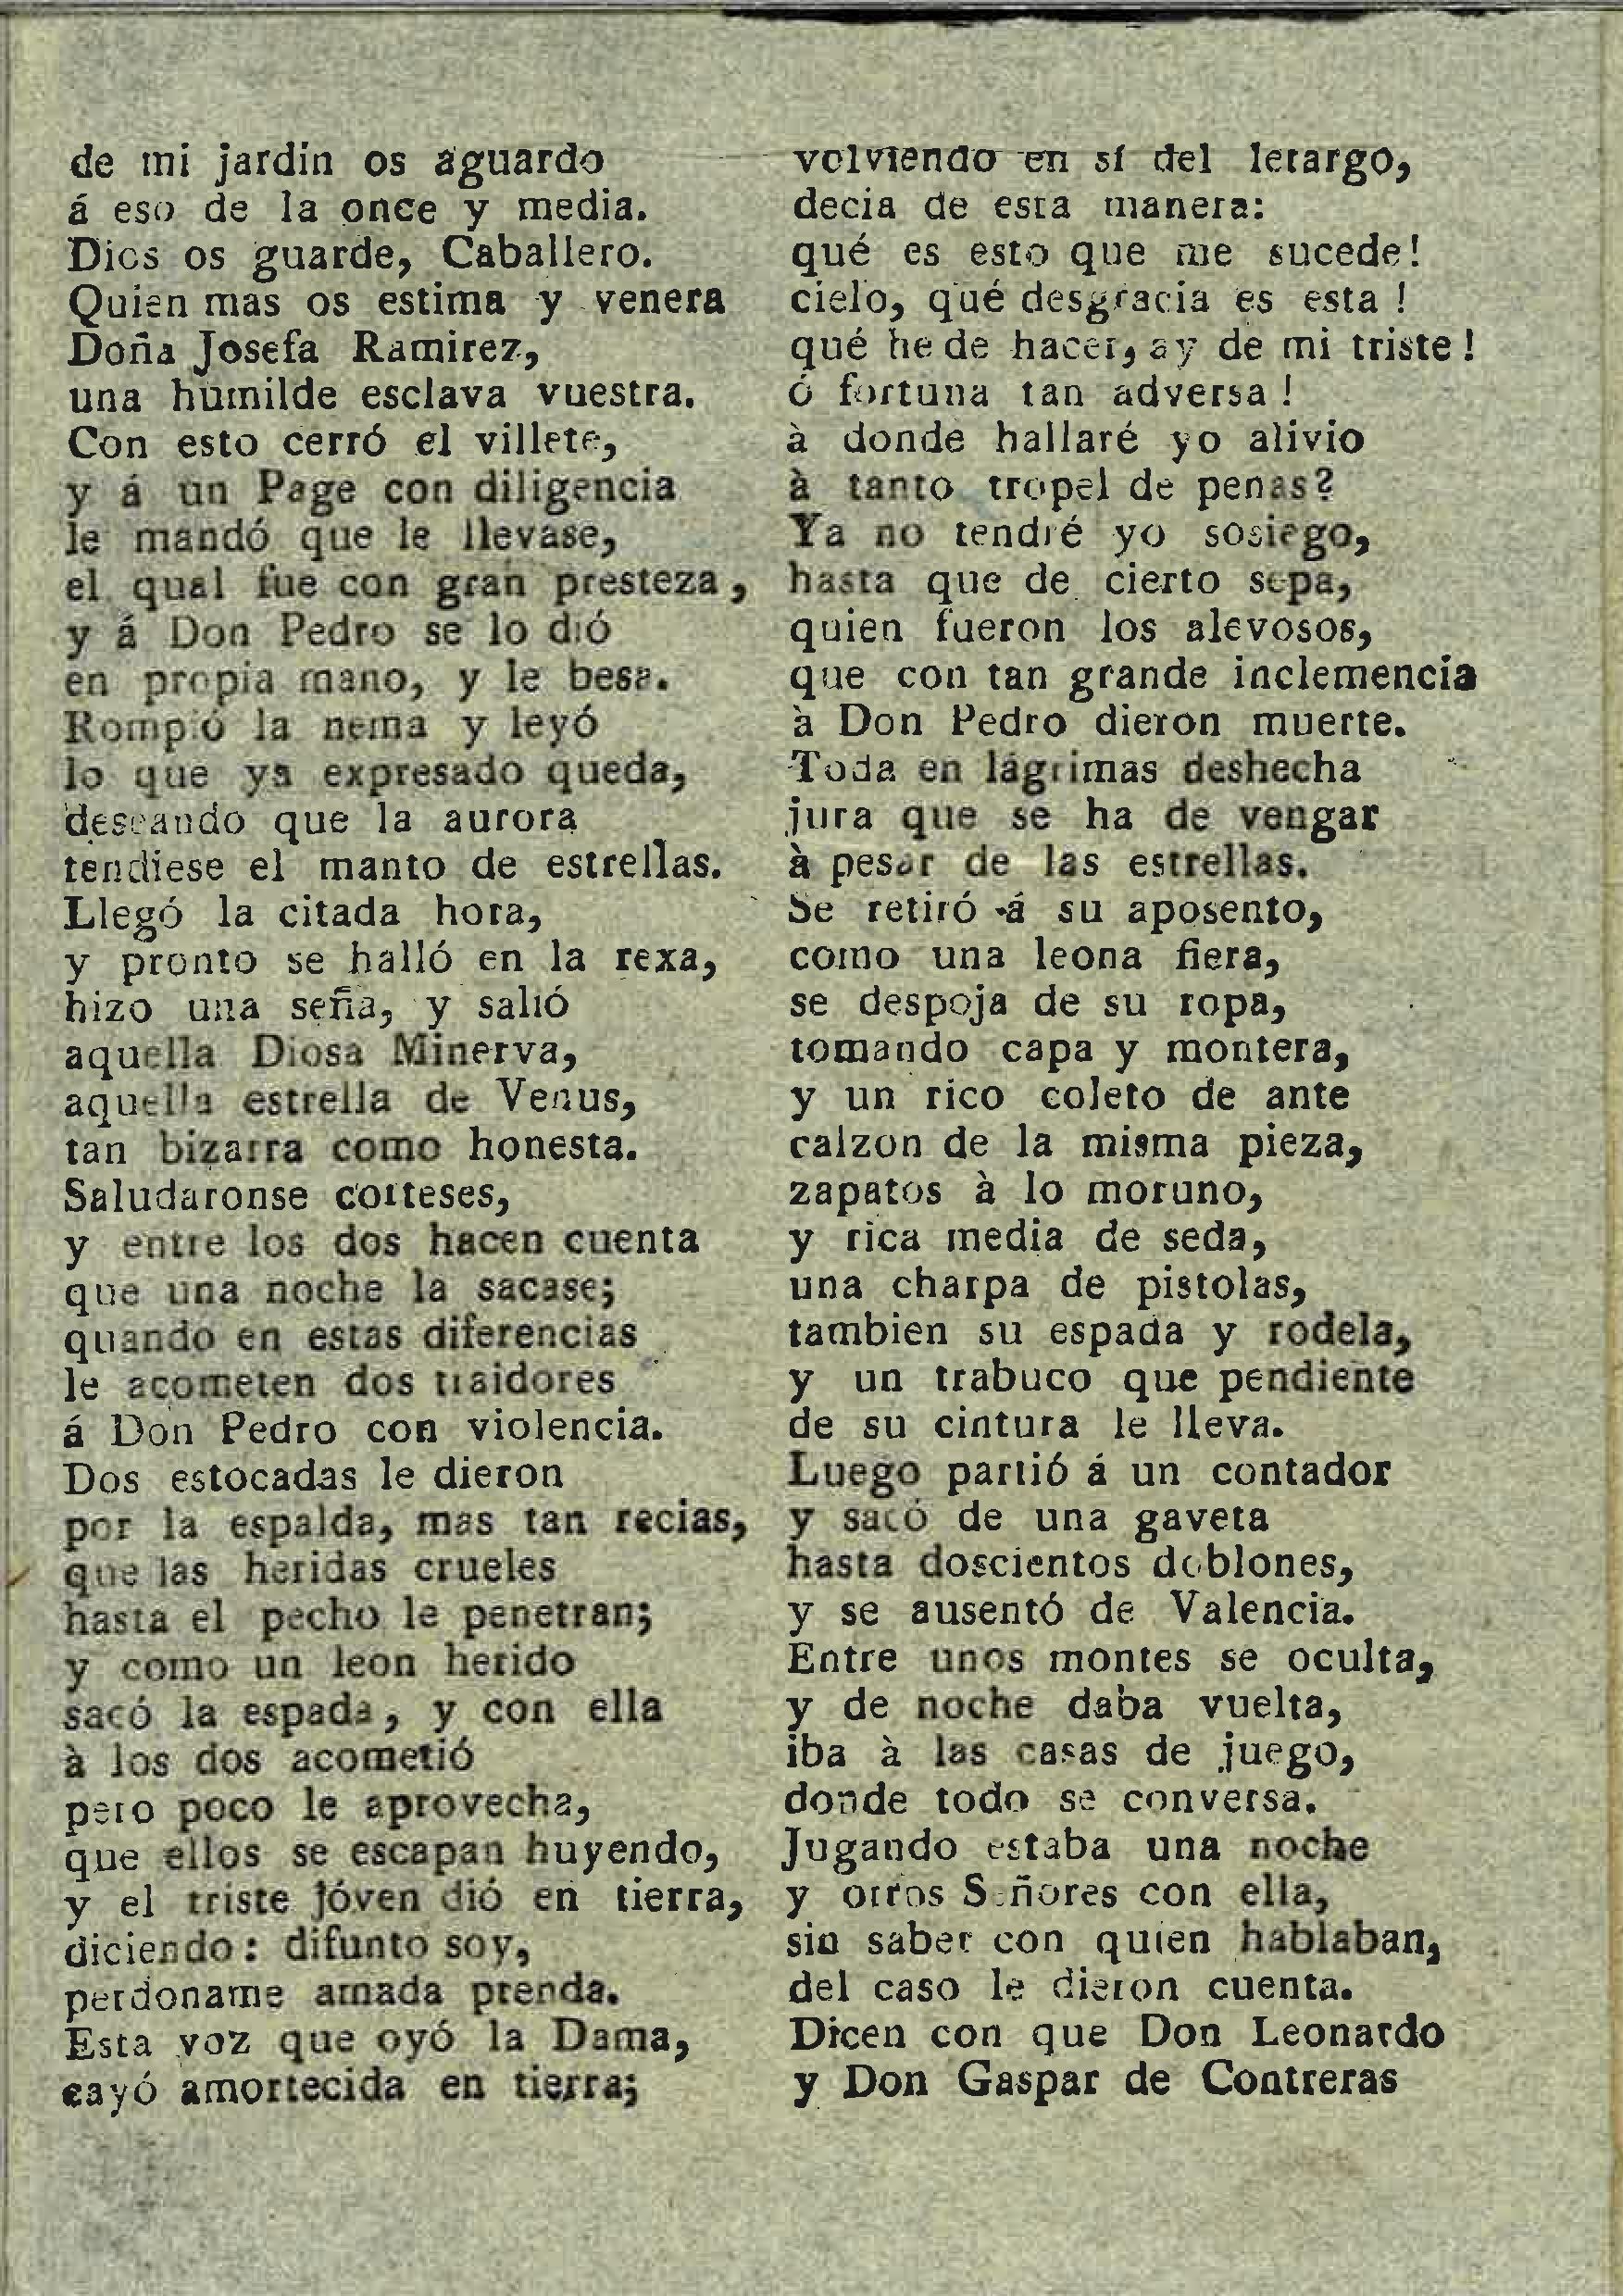 de mi jardin os aguardo
á eso de la once y media.
Dios os guarde, Caballero.
Quien mas os estima y venera
Doña Josefa Ramirez,
una humilde esclava vuestra.
Con esto cerró el villete,
y á un Page con diligencia
le mandó que le llevase,
el qual fue con gran presteza,
y á Don Pedro se lo dió
en propia mano, y le besa.
Rompió la nema y leyó
lo que ya expresado queda,
deseando que la aurora
tendiese el manto de estrellas.
Llegó la citada hora,
y pronto se halló en la rexa,
hizo una seña, y salió
aquella Diosa Minerva,
aquella estrella de Venus,
tan bizarra como honesta.
Saludaronse corteses,
y entre los dos hacen cuenta
que una noche la sacase;
quando en estas diferencias
le acometen dos traidores
á Don Pedro con violencia.
Dos estocadas le dieron
por la espalda, mas tan recias,
que las heridas crueles
hasta el pecho le penetran;
y como un leon herido
sacó la espada, y con ella
à los dos acometió
pero poco le aprovecha,
que ellos se escapan huyendo,
y el triste jóven dió en tierra,
diciendo: difunto soy,
perdoname amada prenda.
Esta voz que oyó la Dama,
cayó amortecida en tierra;
volviendo en sí del letargo,
decia de esta manera:
qué es esto que me sucede!
cielo, qué desgracia es esta!
qué he de hacer, ay de mi triste!
ó fortuna tan adversa!
à donde hallaré yo alivio
à tanto tropel de penas?
Ya no tendré yo sosiego,
hasta que de cierto sepa,
quien fueron los alevosos,
que con tan grande inclemencia
à Don Pedro dieron muerte.
Toda en lágrimas deshecha
jura que se ha de vengar
à pesar de las estrellas.
Se retiró á su aposento,
como una leona fiera,
se despoja de su ropa,
tomando capa y montera,
y un rico coleto de ante
calzon de la misma pieza,
zapatos à lo moruno,
y rica media de seda,
una charpa de pistolas,
tambien su espada y rodela,
y un trabuco que pendiente
de su cintura le lleva.
Luego partió á un contador
y sacó de una gaveta
hasta doscientos doblones,
y se ausentó de Valencia.
Entre unos montes se oculta,
y de noche daba vuelta,
iba à las casas de juego,
donde todo se conversa.
Jugando estaba una noche
y otros Señores con ella,
sin saber con quien hablaban,
del caso le dieron cuenta.
Dicen con que Don Leonardo
y Don Gaspar de Contreras